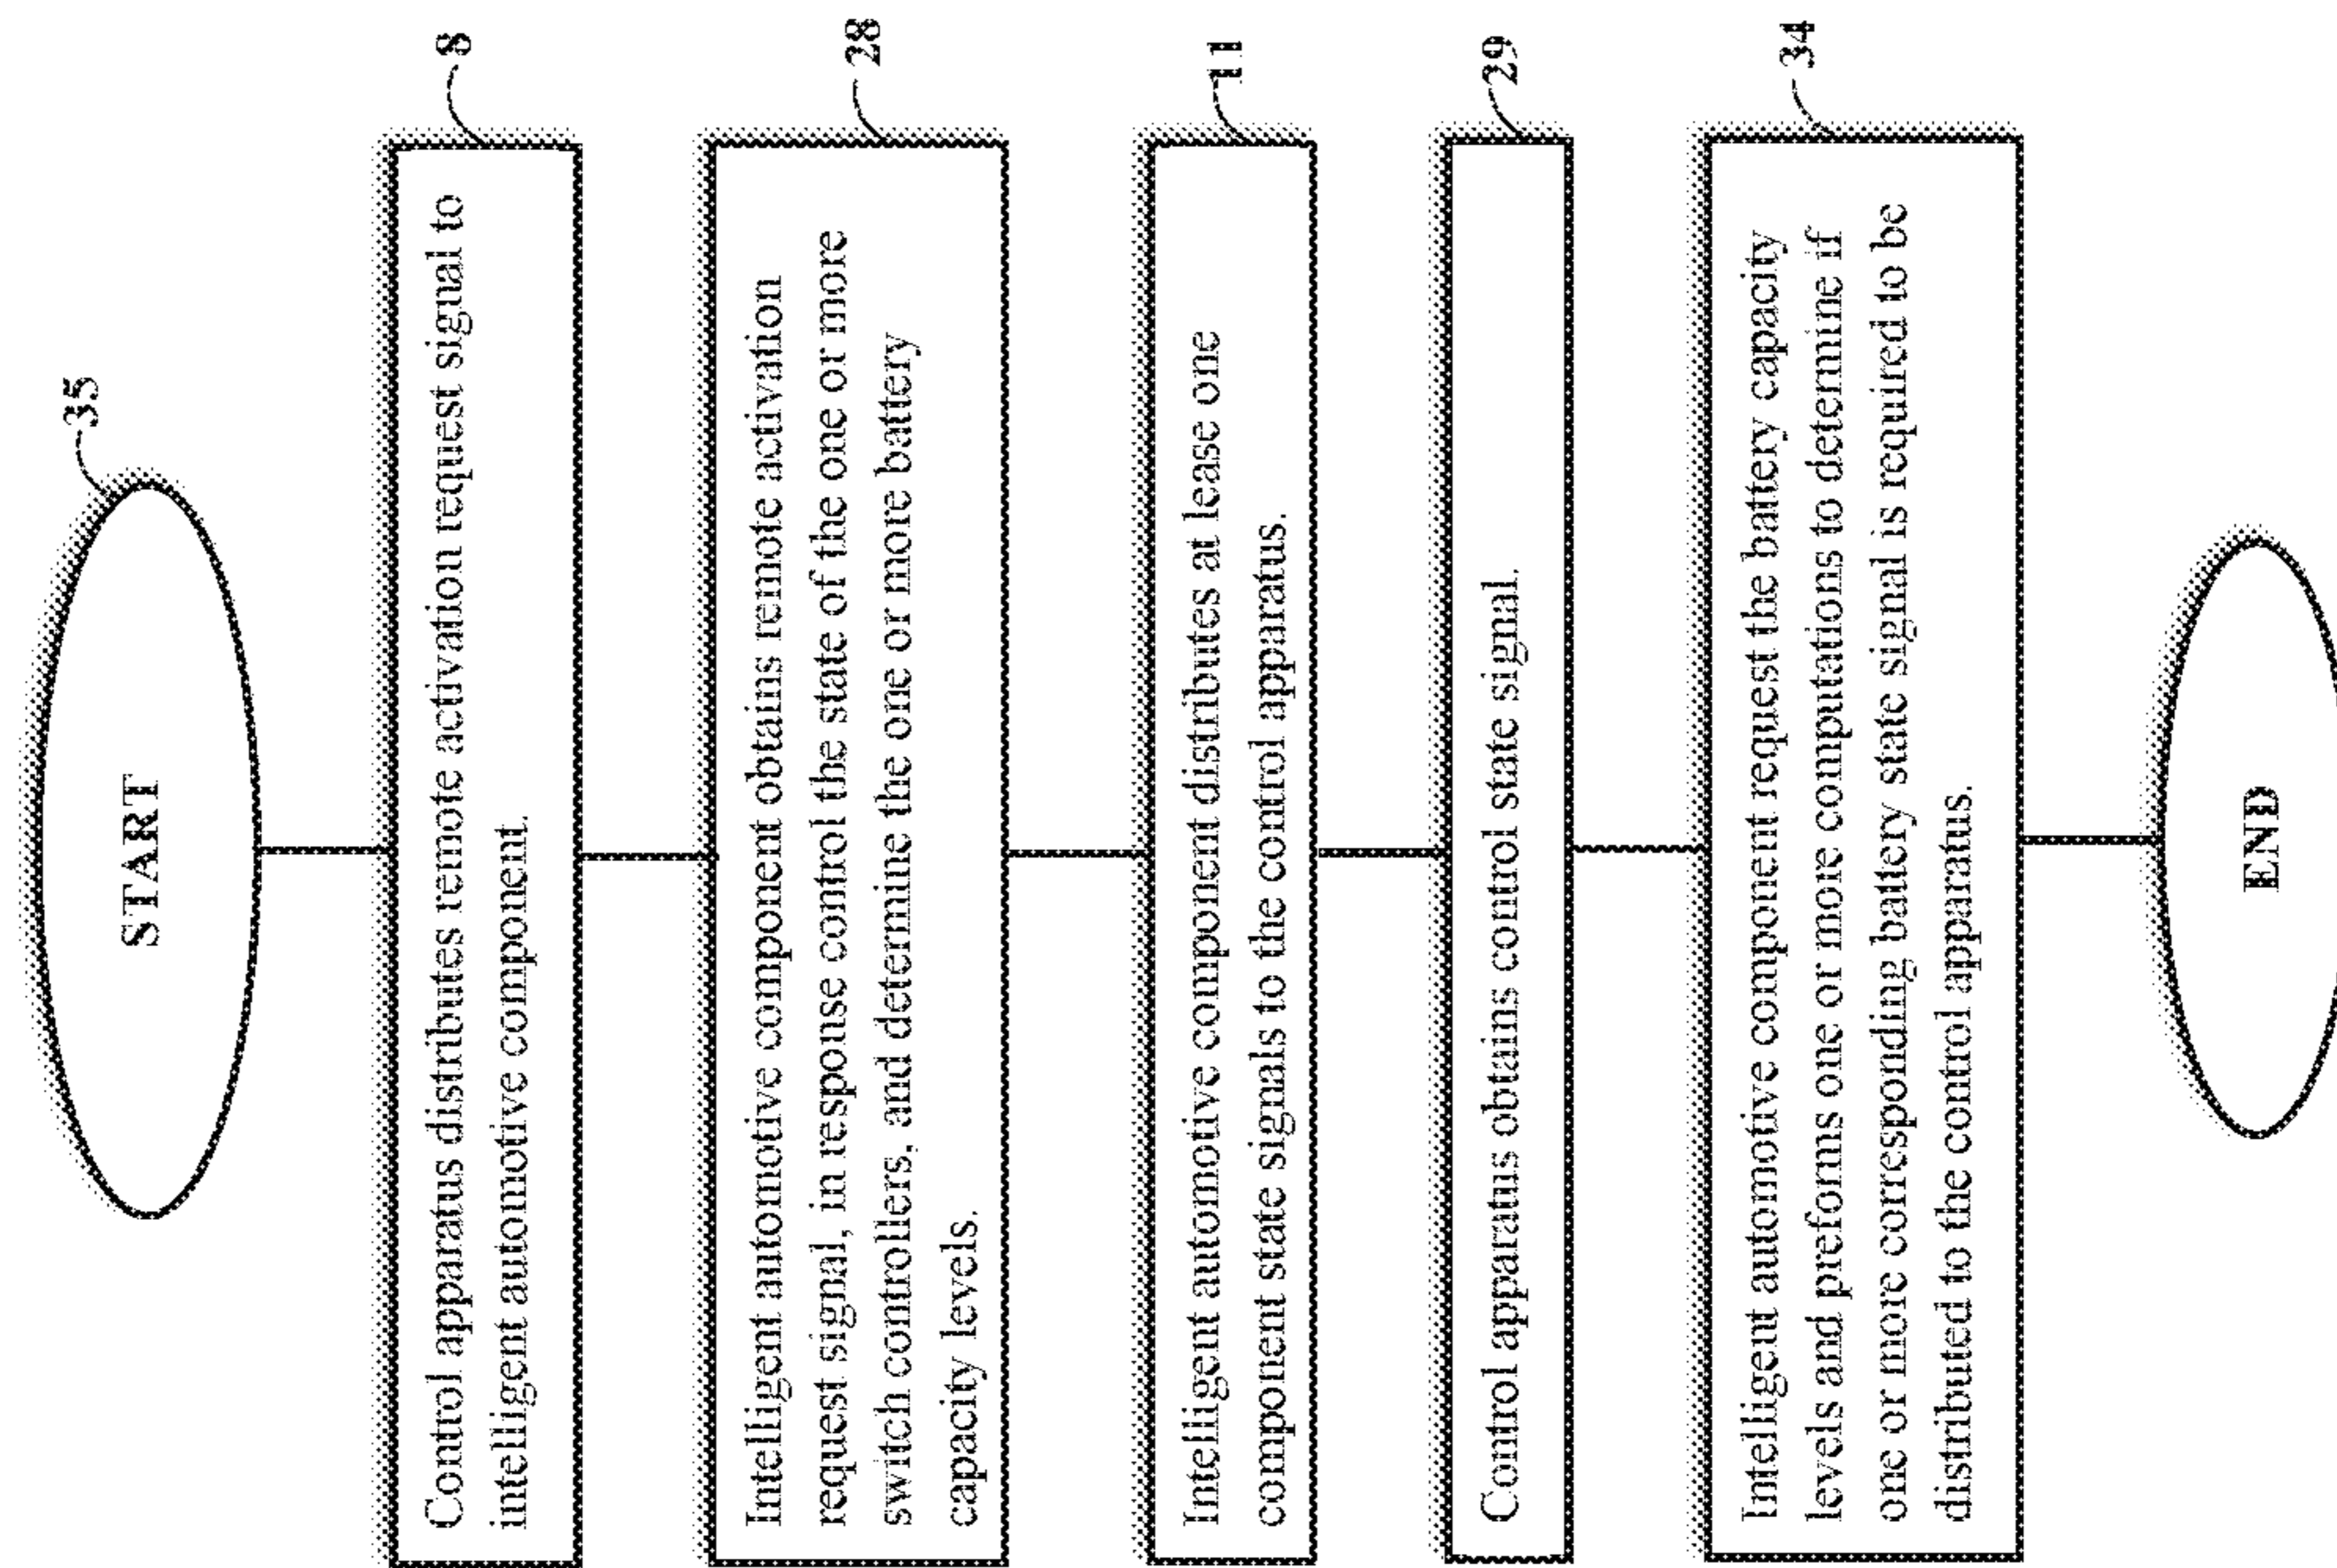 35
START
8
Control apparatus distributes remote activation request signal to
intelligent automotive component.
28
Intelligent automotive component obtains remote activation
request signal, in response control the state of the one or more
switch controllers, and determine the one or more battery
capacity levels.
11
Intelligent automotive component distributes at lease one
component state signals to the control apparatus.
29
Control apparatus obtains control state signal.
34
Intelligent automotive component request the battery capacity
levels and preforms one or more computations to determine if
one or more corresponding battery state signal is required to be
distributed to the control apparatus.
END